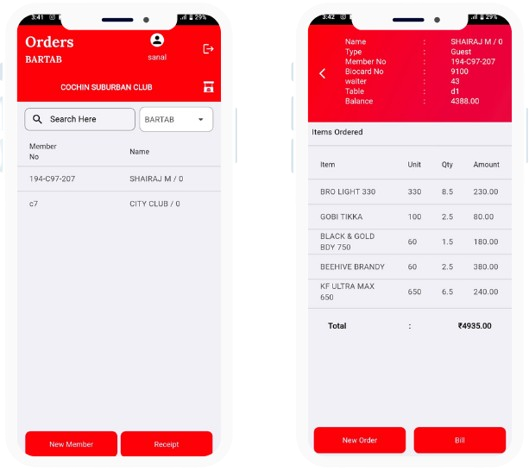 3:41
29%
Orders
BARTAB
sanal
COCHIN SUBURBAN CLUB
Search Here
BARTAB
Member No
Name
194-C97-207 SHAIRAJ M / 0
c7 CITY CLUB / 0
New Member
Receipt
3:42
29%
Name : SHAIRAJ M / 0
Type : Guest
Member No : 194-C97-207
Biocard No : 9100
waiter : 43
Table : d1
Balance : 4388.00
Items Ordered
Item Unit Qty Amount
BRO LIGHT 330 330 8.5 230.00
GOBI TIKKA 100 2.5 80.00
BLACK & GOLD
BDY 750 60 1.5 180.00
BEEHIVE BRANDY 60 2.5 380.00
KF ULTRA MAX
650 650 6.5 240.00
Total : ₹4935.00
New Order
Bill